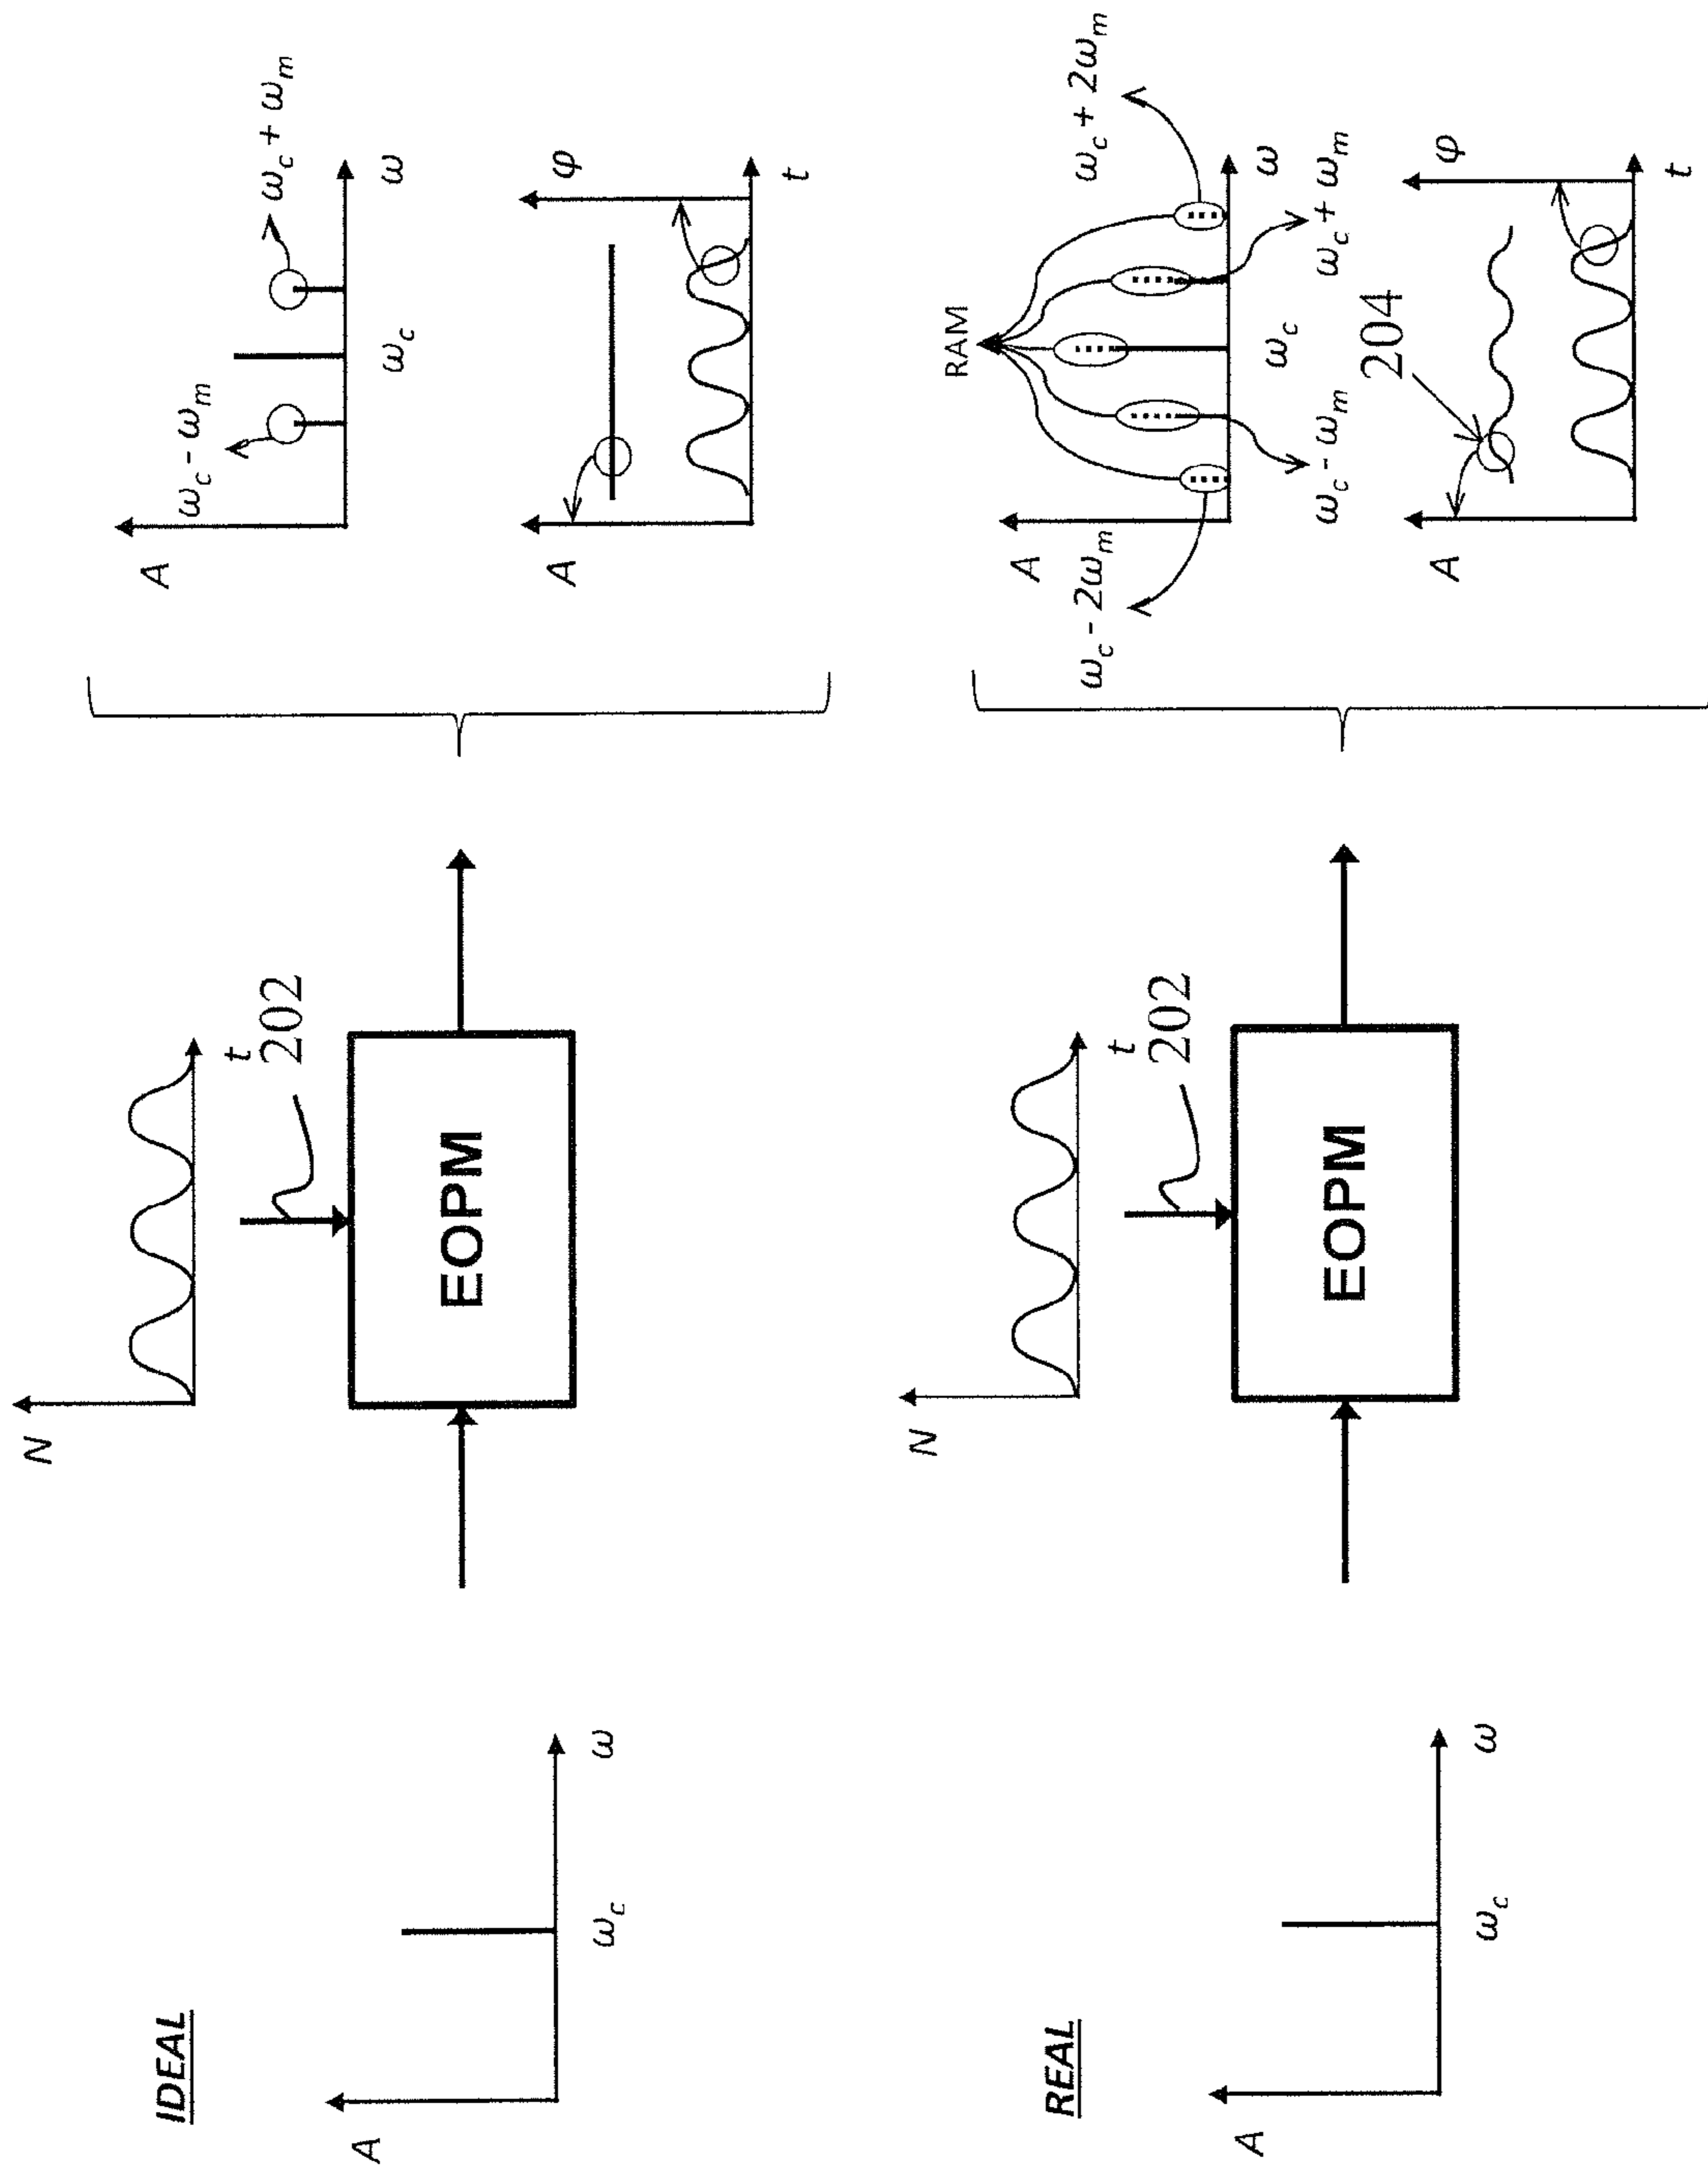 IDEAL
A
ω_c
ω
N
t
202
EOPM
A
ω_c - ω_m
ω_c + ω_m
ω_c
ω
A
φ
t
REAL
A
ω_c
ω
N
t
202
EOPM
RAM
A
ω_c - 2ω_m
ω_c + 2ω_m
ω_c
ω
ω_c - ω_m
ω_c + ω_m
204
A
φ
t